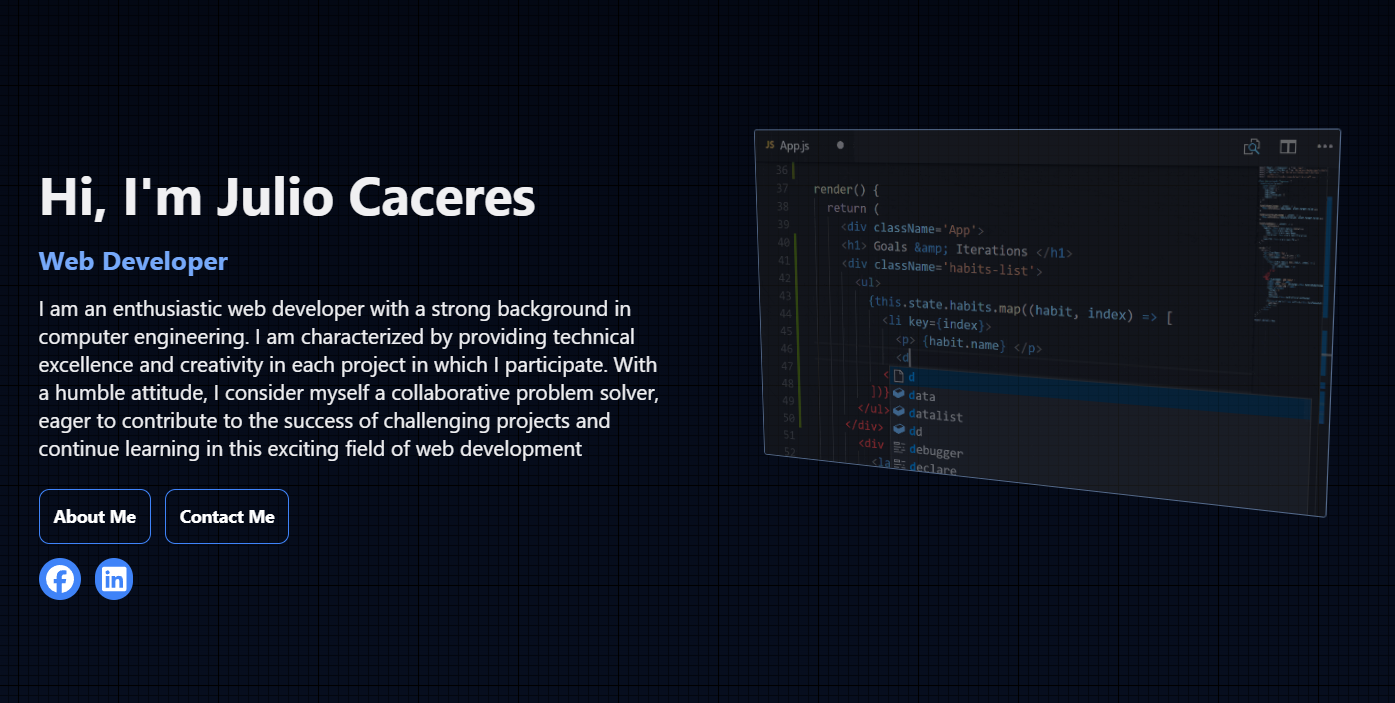 Hi, I'm Julio Caceres
Web Developer
I am an enthusiastic web developer with a strong background in
computer engineering. I am characterized by providing technical
excellence and creativity in each project in which I participate. With
a humble attitude, I consider myself a collaborative problem solver,
eager to contribute to the success of challenging projects and
continue learning in this exciting field of web development
About Me
Contact Me
JS App.js
36
37 render() {
38 return (
39 <div className='App'>
40 <h1> Goals &amp; Iterations </h1>
41 <div className='habits-list'>
42 <ul>
43 {this.state.habits.map((habit, index) => [
44 <li key={index}>
45 <p> {habit.name} </p>
46 <d
47 < d
48 ])} data
49 </ul> datalist
50 </div> dd
51 <div debugger
52 <la declare